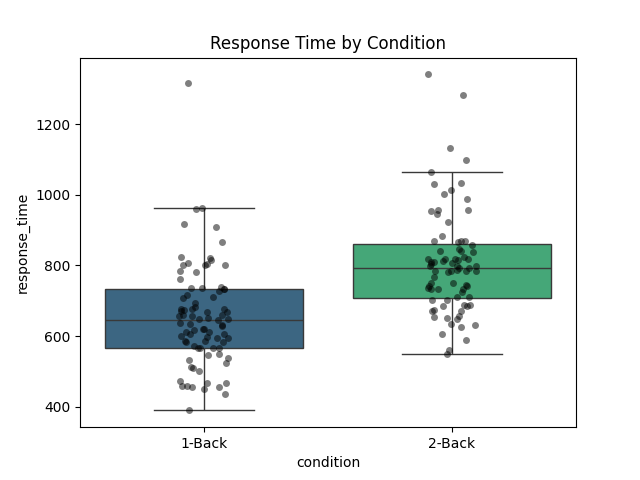 Response Time by Condition
response_time
1200
1000
800
600
400
1-Back
2-Back
condition